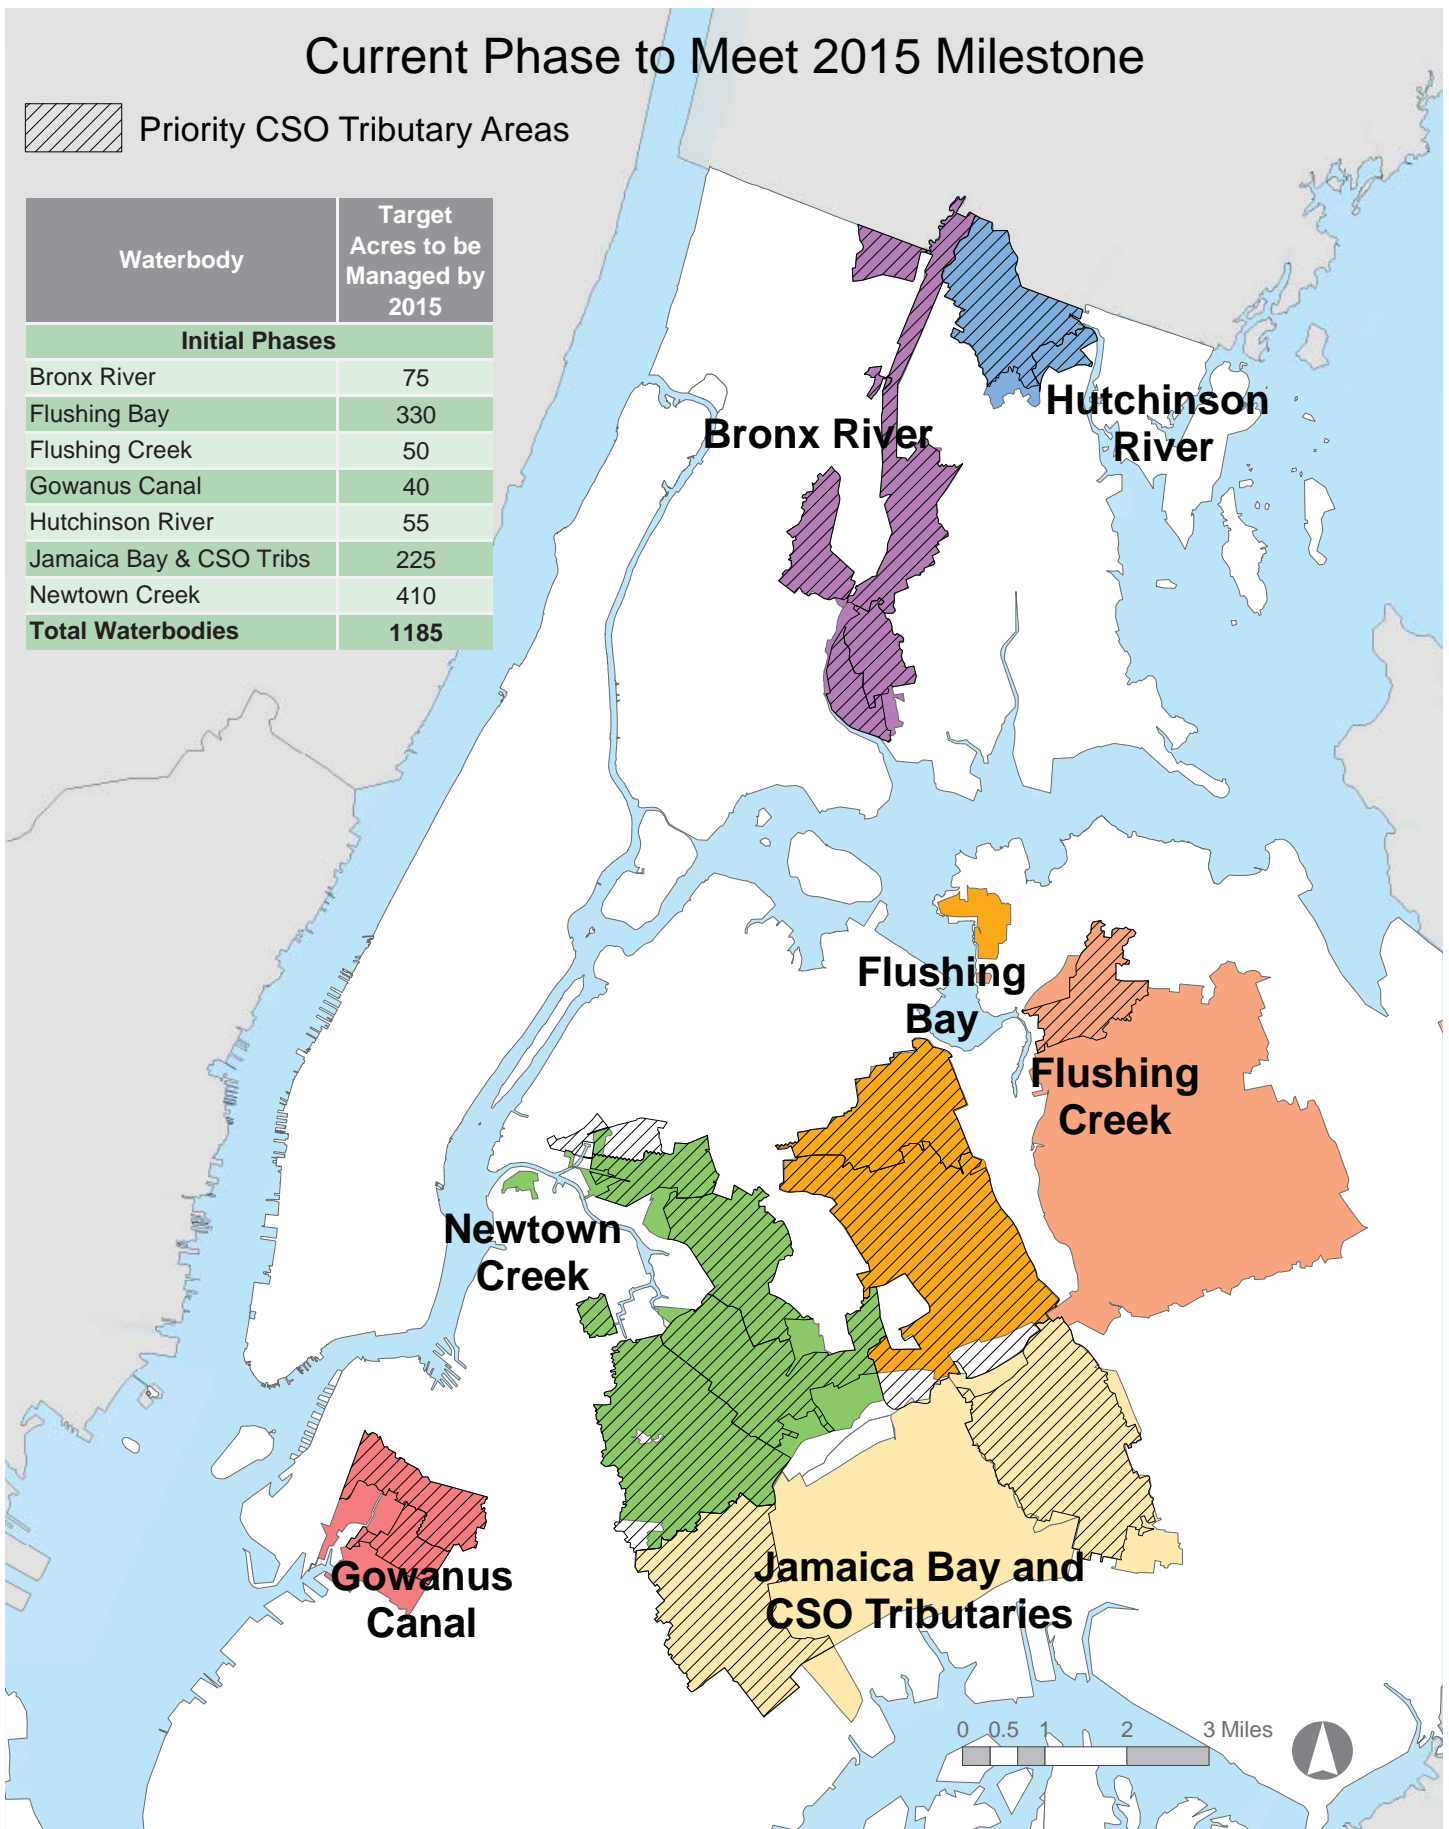 Current Phase to Meet 2015 Milestone
Priority CSO Tributary Areas
Waterbody
Target
Acres to be
Managed by
2015
Initial Phases
Bronx River 75
Flushing Bay 330
Flushing Creek 50
Gowanus Canal 40
Hutchinson River 55
Jamaica Bay & CSO Tribs 225
Newtown Creek 410
Total Waterbodies 1185
Hutchinson
River
Bronx River
Flushing
Bay
Flushing
Creek
Newtown
Creek
Gowanus
Canal
Jamaica Bay and
CSO Tributaries
0 0.5 1 2 3 Miles